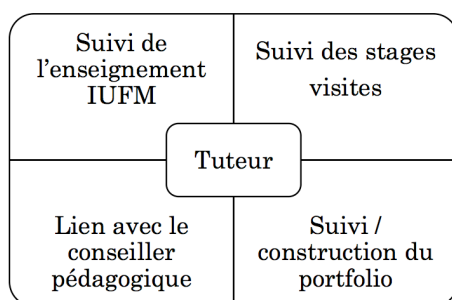 Suivi de
l'enseignement
IUFM
Suivi des stages
visites
Tuteur
Lien avec le
conseiller
pédagogique
Suivi /
construction du
portfolio